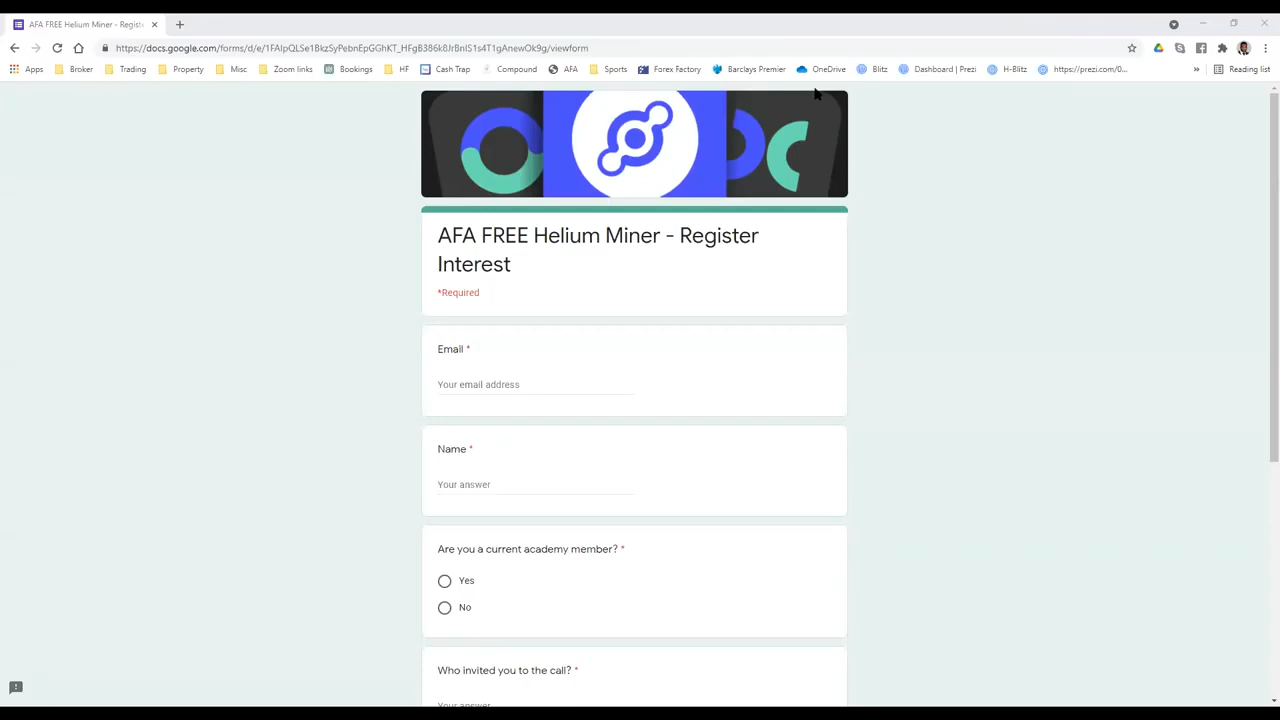 AFA FREE Helium Miner - Registe
https://docs.google.com/forms/d/e/1FAIpQLSe1BkzSyPebnEpGGhKT_HFgB386k8JrBnIS1s4T1gAnewOk9g/viewform
Apps Broker Trading Property Misc Zoom links Bookings HF Cash Trap Compound AFA Sports Forex Factory Barclays Premier OneDrive Blitz Dashboard | Prezi H-Blitz https://prezi.com/0... » Reading list
AFA FREE Helium Miner - Register
Interest
*Required
Email *
Your email address
Name *
Your answer
Are you a current academy member? *
Yes
No
Who invited you to the call? *
Your answer